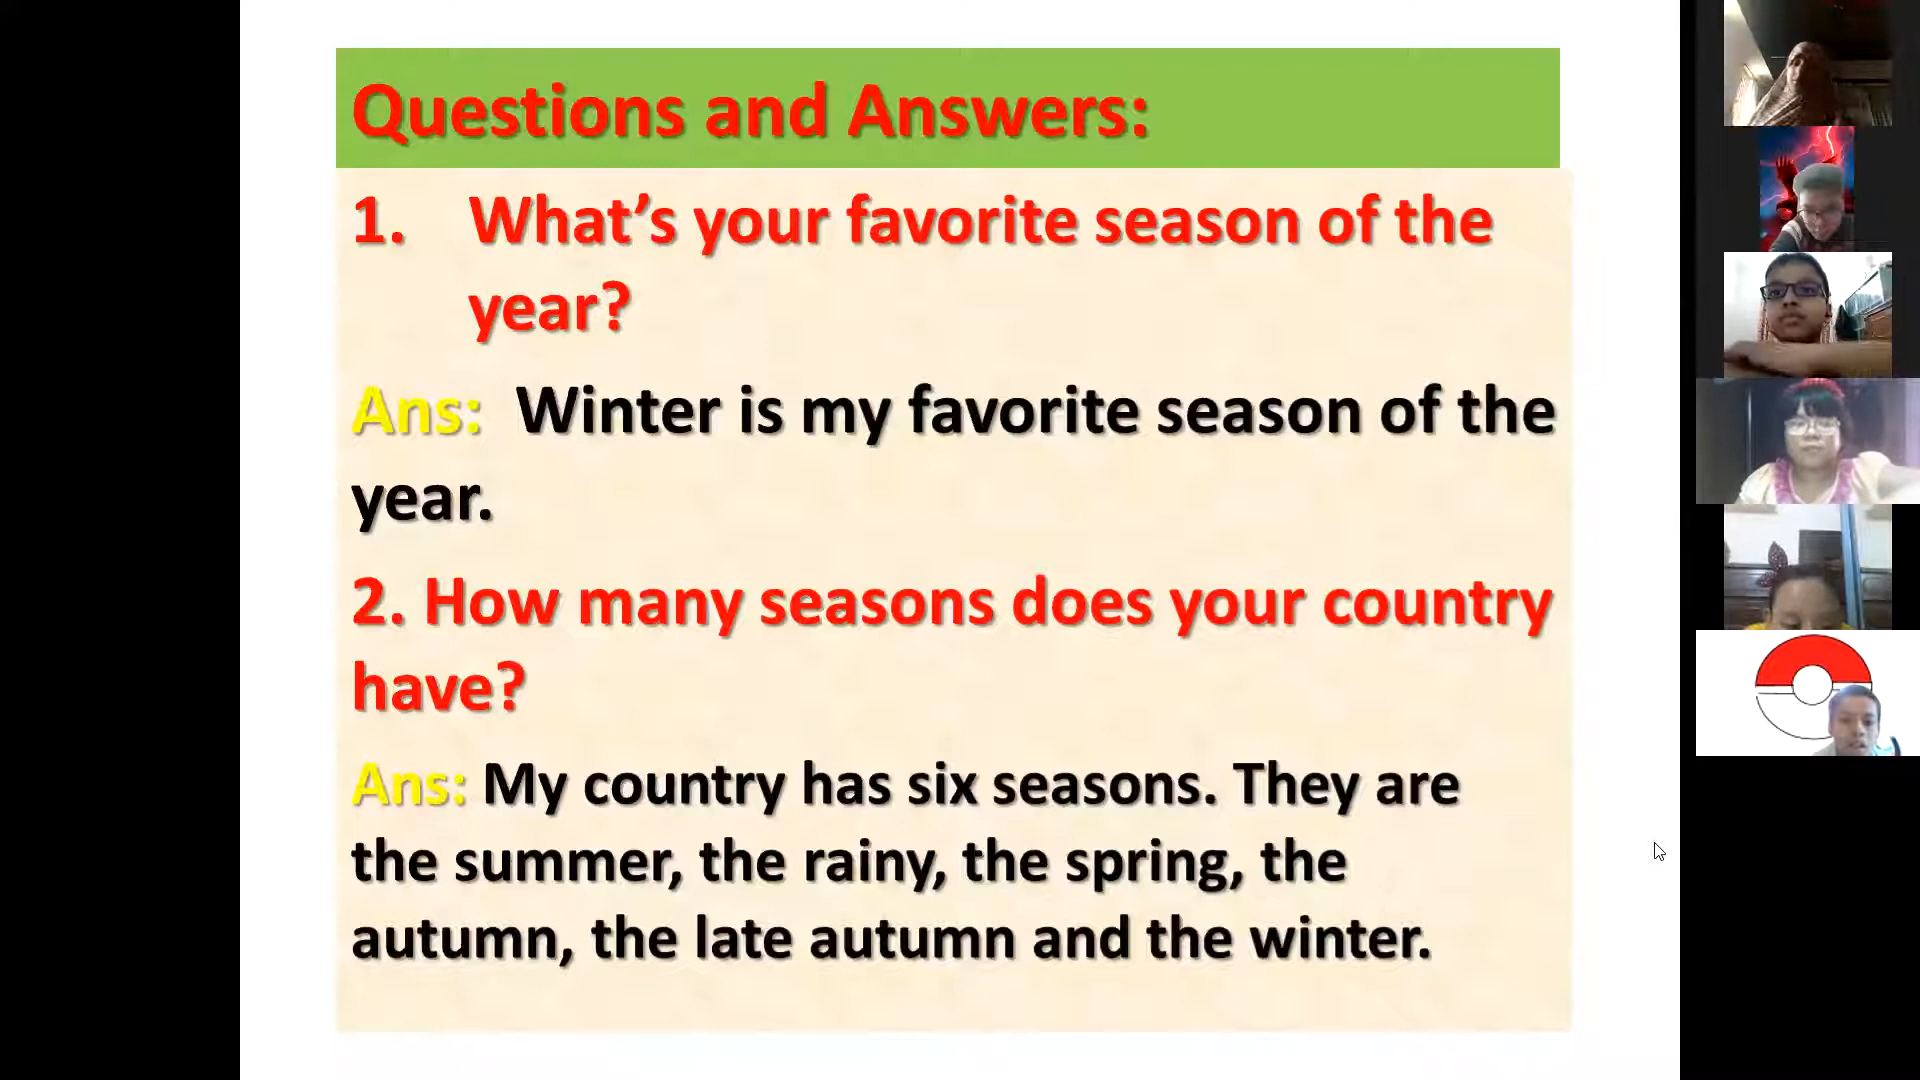 Questions and Answers:
1. What’s your favorite season of the
year?
Ans: Winter is my favorite season of the
year.
2. How many seasons does your country
have?
Ans: My country has six seasons. They are
the summer, the rainy, the spring, the
autumn, the late autumn and the winter.